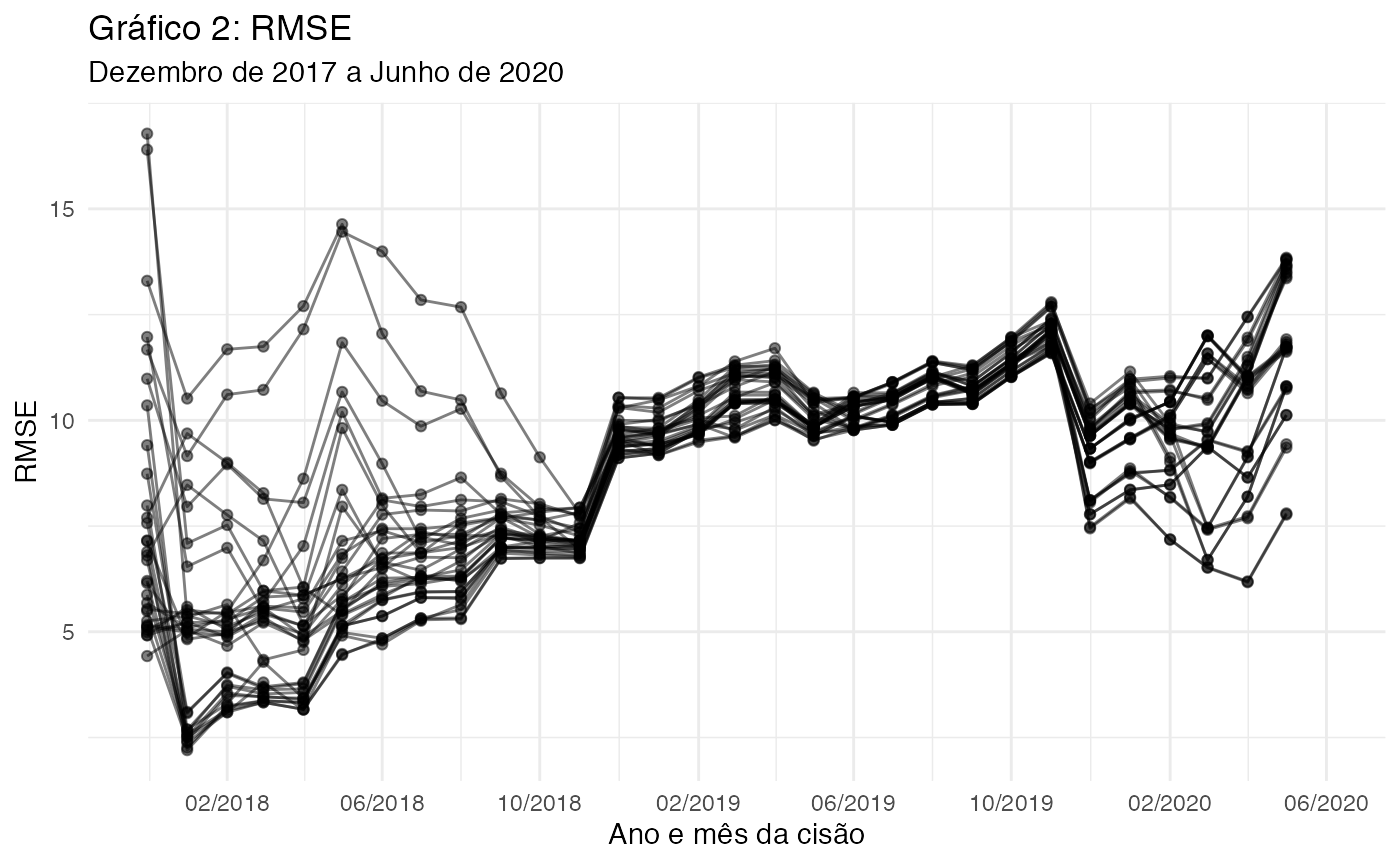 Gráfico 2: RMSE
Dezembro de 2017 a Junho de 2020
RMSE
15
10
5
02/2018 06/2018 10/2018 02/2019 06/2019 10/2019 02/2020 06/2020
Ano e mês da cisão